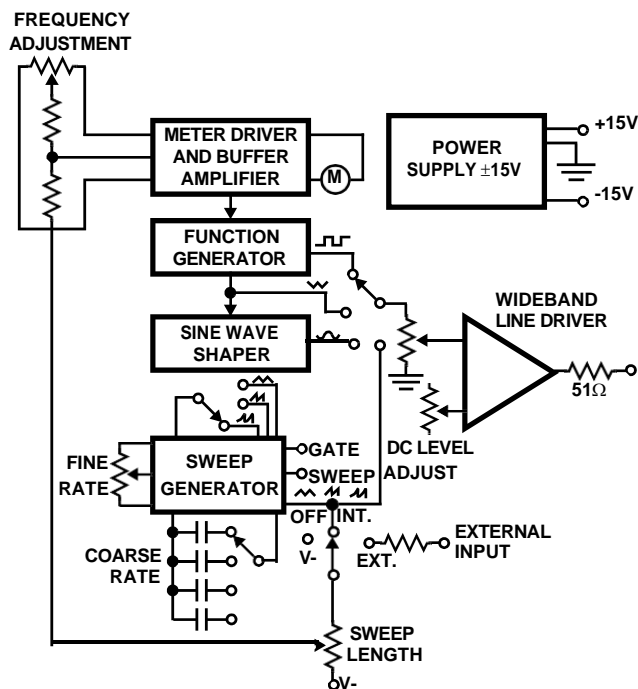 FREQUENCY
ADJUSTMENT
METER DRIVER
AND BUFFER
AMPLIFIER
M
POWER
SUPPLY ±15V
+15V
-15V
FUNCTION
GENERATOR
SINE WAVE
SHAPER
WIDEBAND
LINE DRIVER
51Ω
DC LEVEL
ADJUST
FINE
RATE
SWEEP
GENERATOR
GATE
SWEEP
OFF
INT.
V-
EXT.
EXTERNAL
INPUT
COARSE
RATE
SWEEP
LENGTH
V-